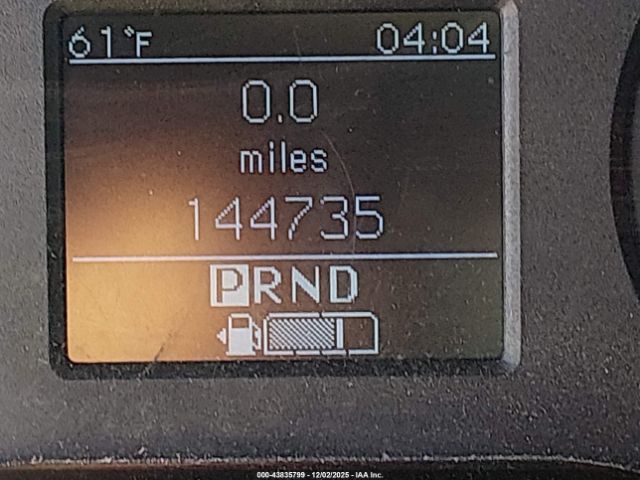 61°F 04:04
0.0
miles
144735
PRND
000-43835799 - 12/02/2025 - IAA Inc.